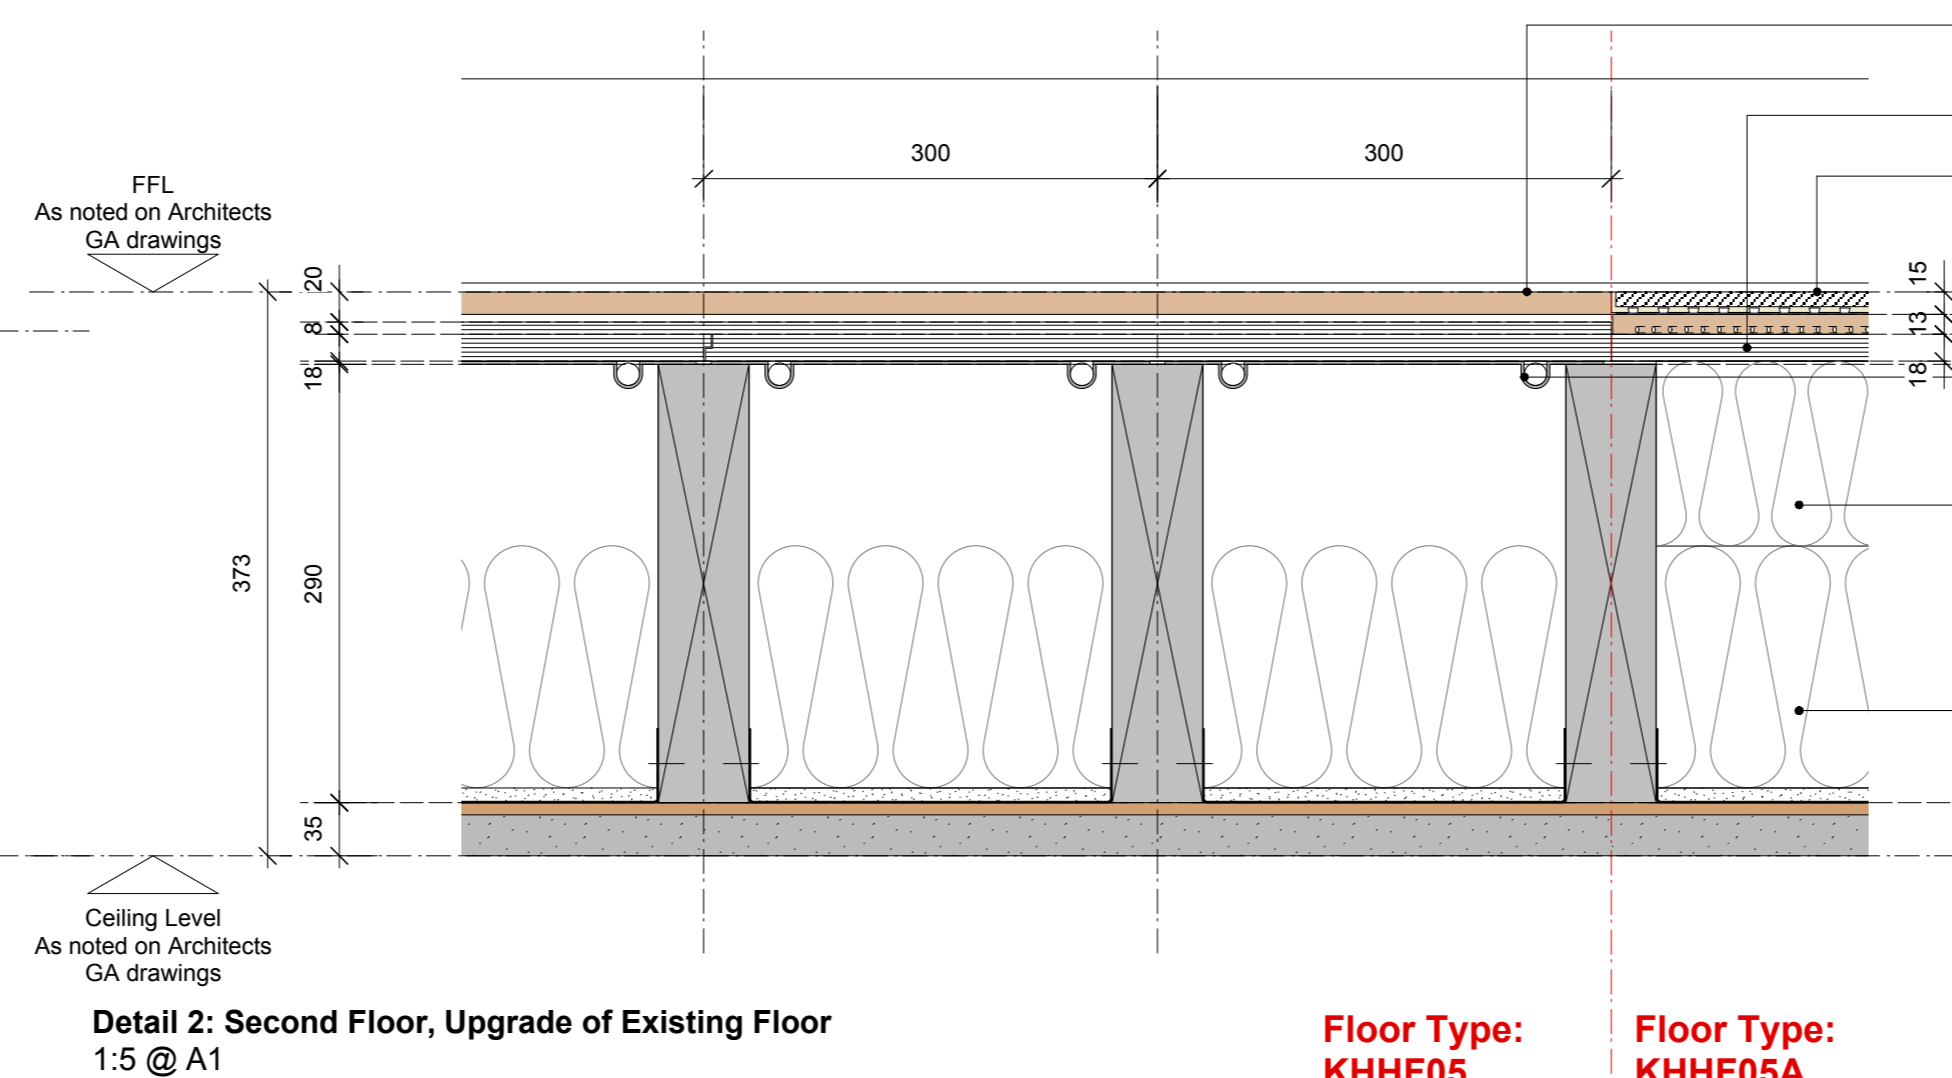 300
300
FFL
As noted on Architects
GA drawings
20
8
18
373
290
35
15
13
18
Ceiling Level
As noted on Architects
GA drawings
Detail 2: Second Floor, Upgrade of Existing Floor
1:5 @ A1
Floor Type:
KHHF05
Floor Type:
KHHF05A